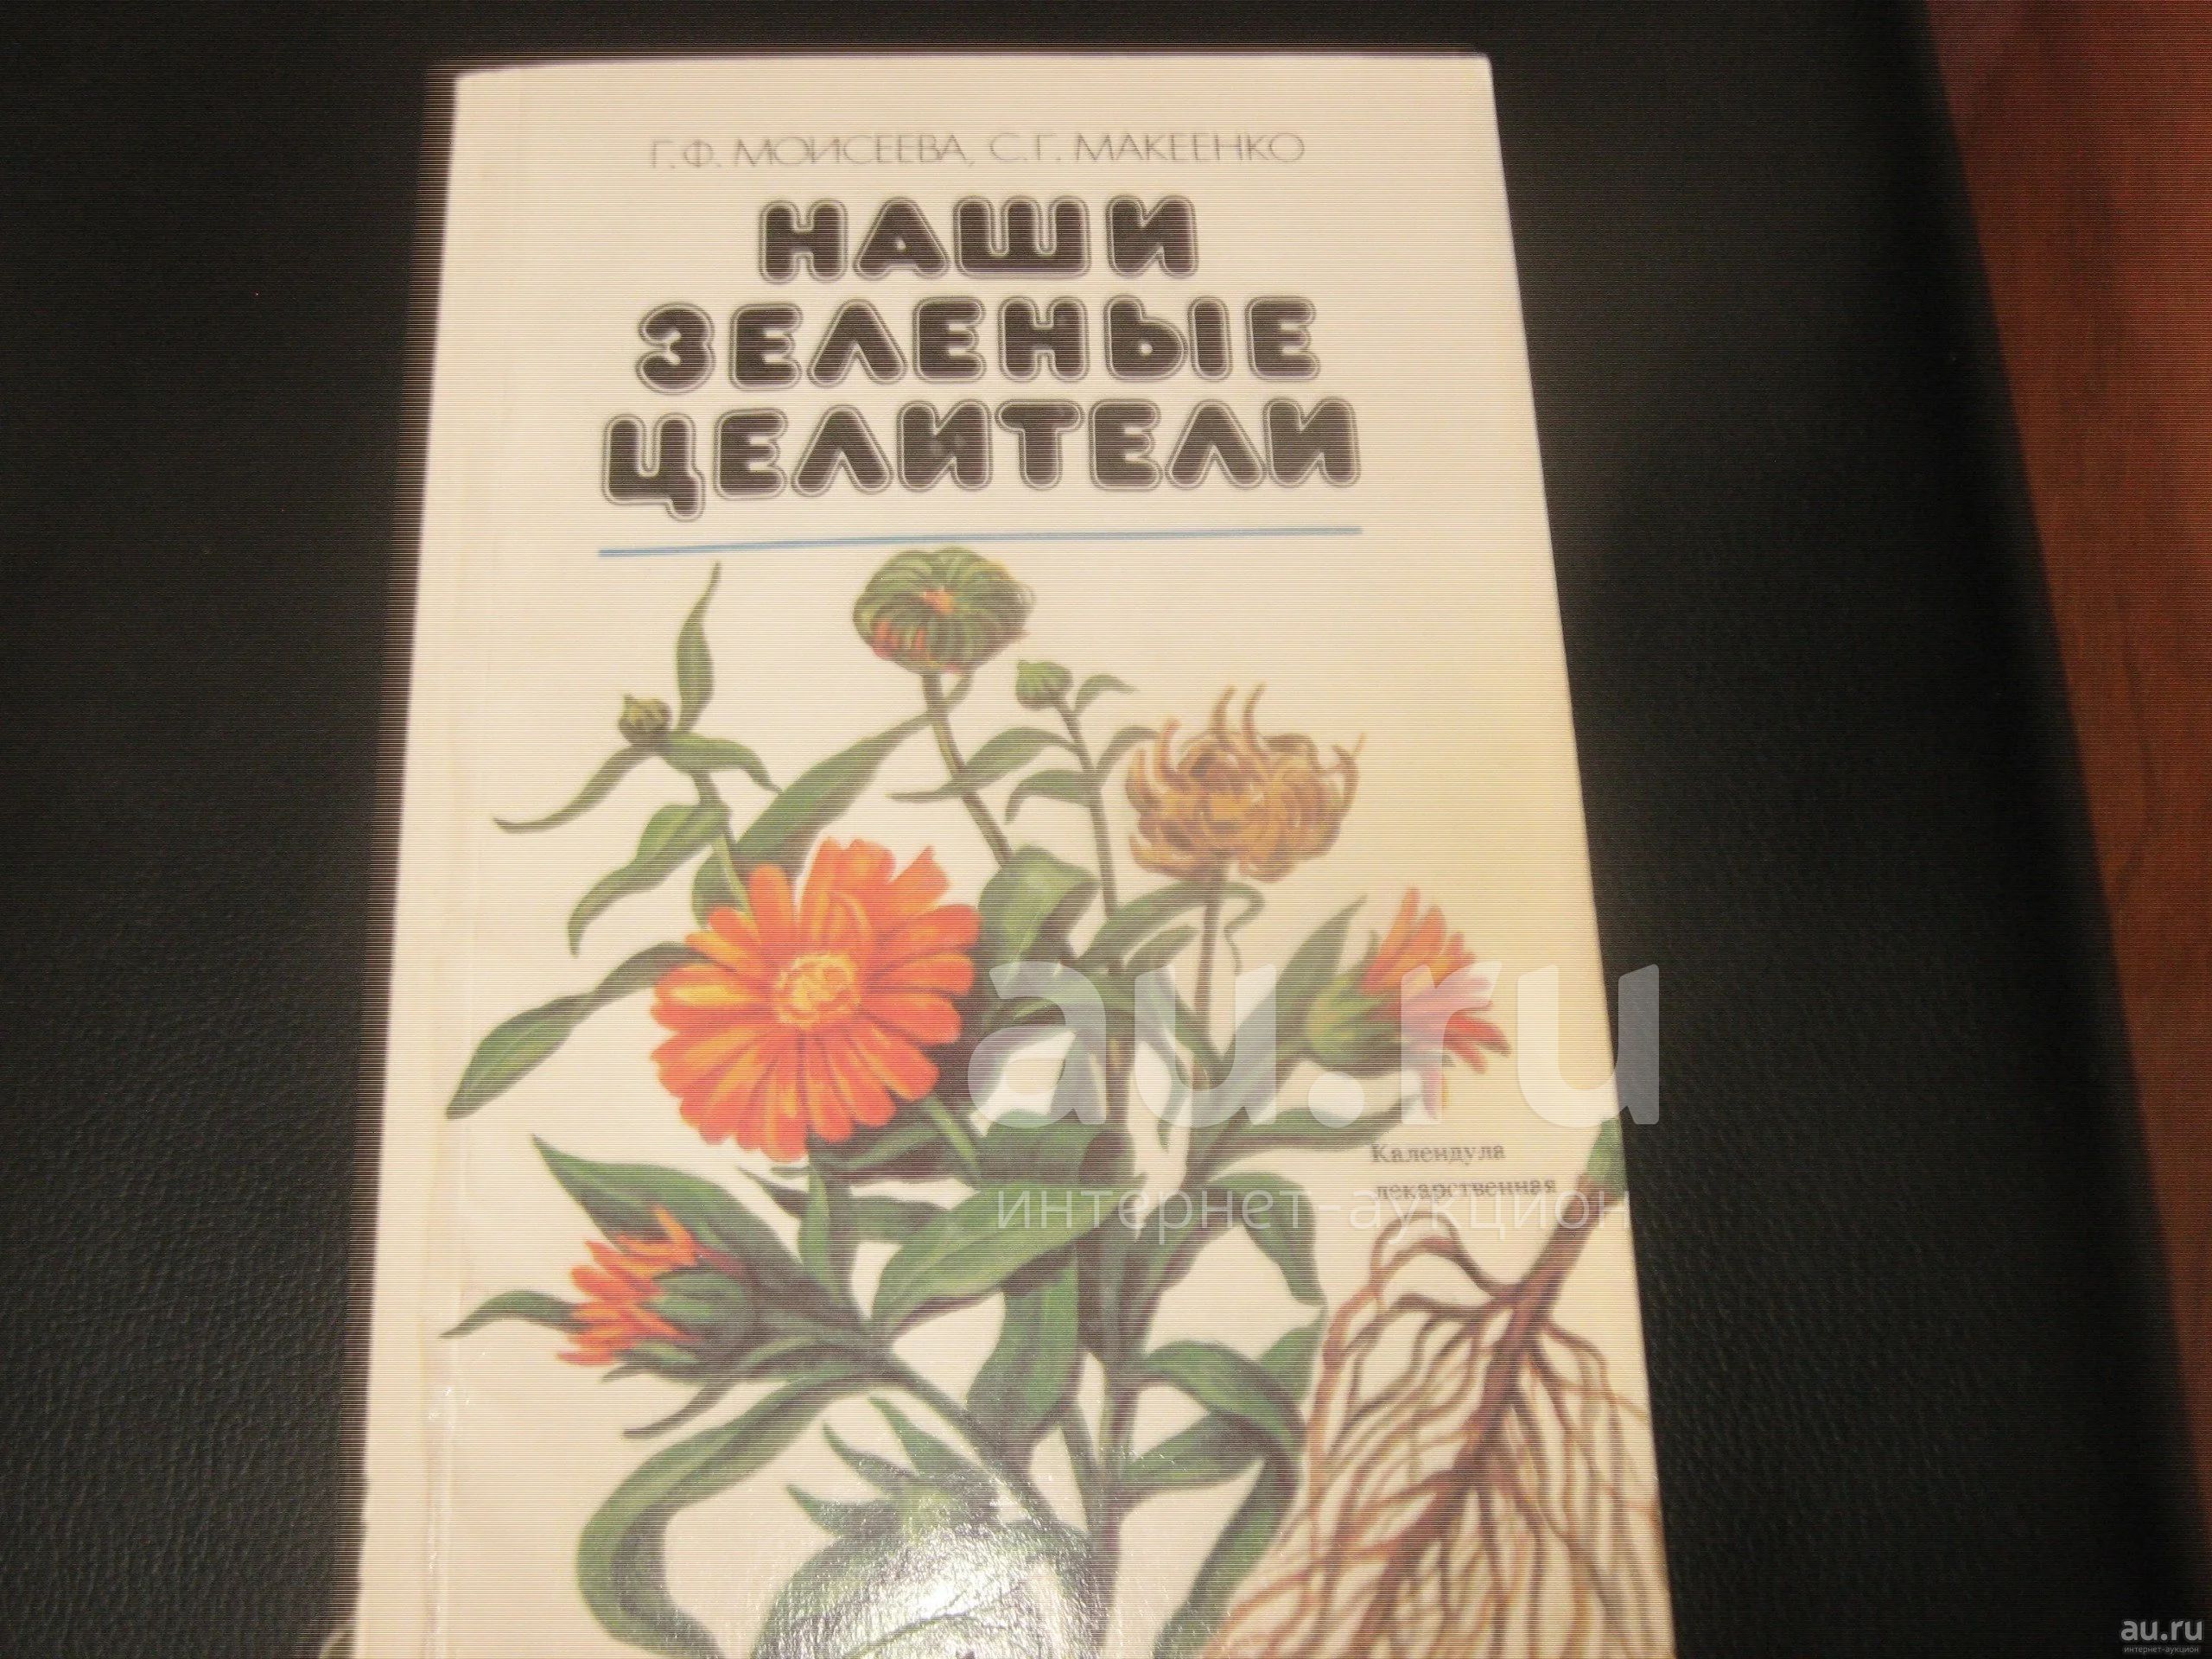 Г.Ф. МОИСЕЕВА, С.Г. МАКЕЕНКО
НАШИ
ЗЕЛЕНЫЕ
ЦЕЛИТЕЛИ
au.ru
интернет-аукцион
Календула
лекарственная
au.ru
интернет-аукцион